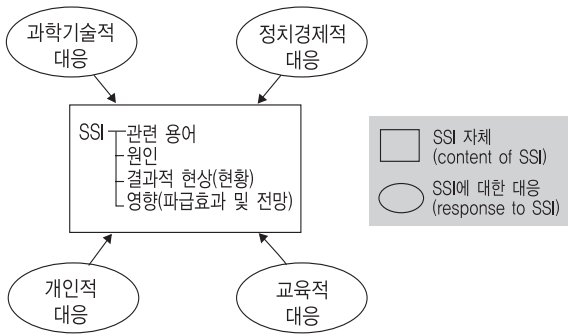 과학기술적
대응
정치경제적
대응
SSI 관련 용어
원인
결과적 현상(현황)
영향(파급효과 및 전망)
SSI 자체
(content of SSI)
SSI에 대한 대응
(response to SSI)
개인적
대응
교육적
대응